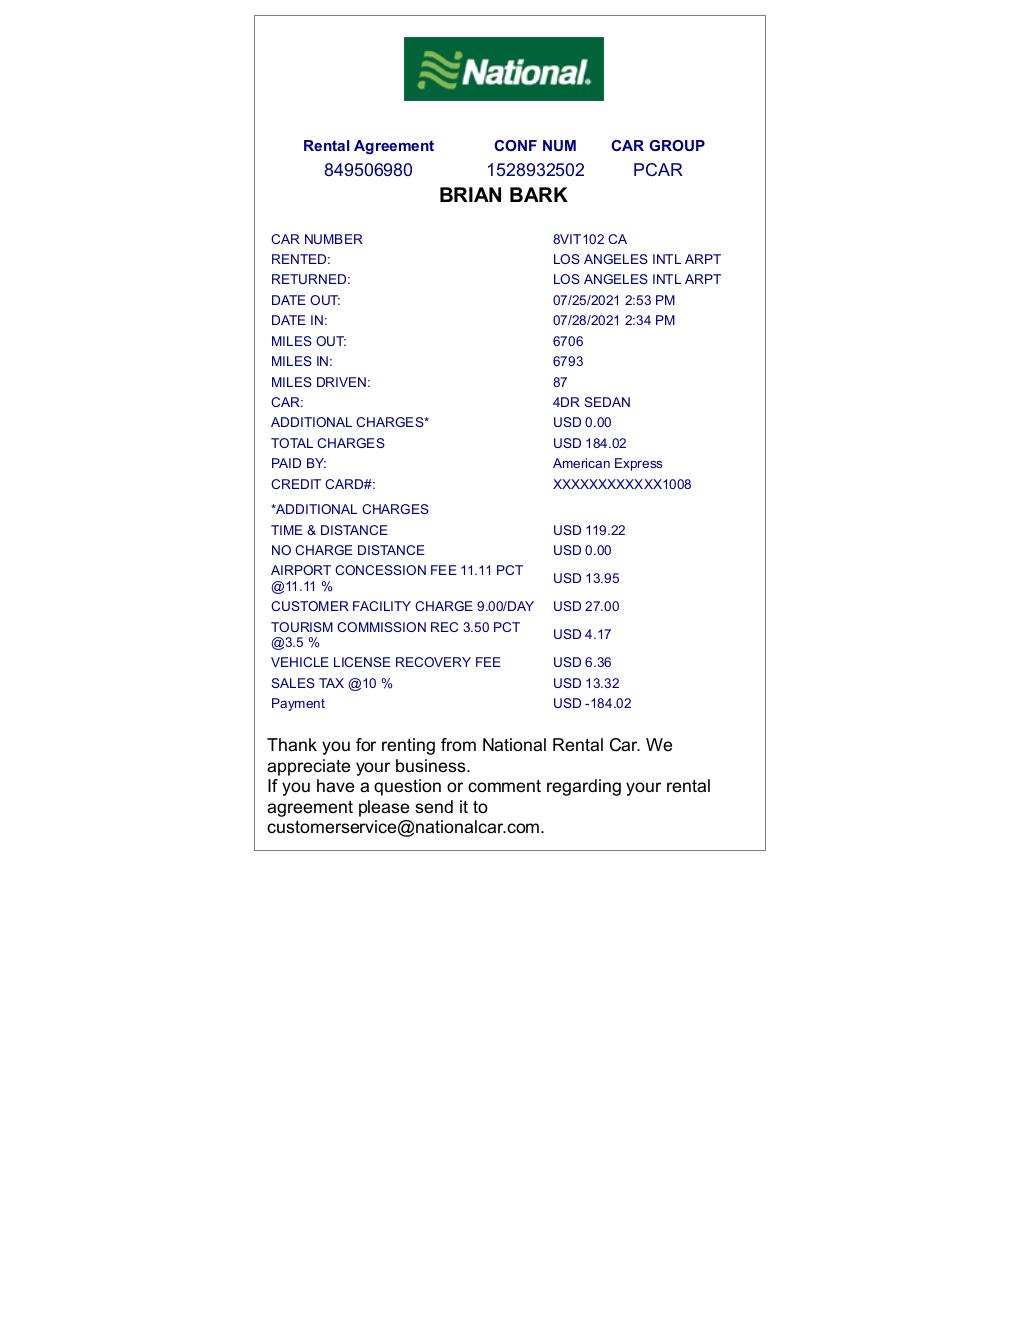 National.
Rental Agreement CONF NUM CAR GROUP
849506980 1528932502 PCAR
BRIAN BARK
CAR NUMBER 8VIT102 CA
RENTED: LOS ANGELES INTL ARPT
RETURNED: LOS ANGELES INTL ARPT
DATE OUT: 07/25/2021 2:53 PM
DATE IN: 07/28/2021 2:34 PM
MILES OUT: 6706
MILES IN: 6793
MILES DRIVEN: 87
CAR: 4DR SEDAN
ADDITIONAL CHARGES* USD 0.00
TOTAL CHARGES USD 184.02
PAID BY: American Express
CREDIT CARD#: XXXXXXXXXXXX1008
*ADDITIONAL CHARGES
TIME & DISTANCE USD 119.22
NO CHARGE DISTANCE USD 0.00
AIRPORT CONCESSION FEE 11.11 PCT
@11.11 % USD 13.95
CUSTOMER FACILITY CHARGE 9.00/DAY USD 27.00
TOURISM COMMISSION REC 3.50 PCT
@3.5 % USD 4.17
VEHICLE LICENSE RECOVERY FEE USD 6.36
SALES TAX @10 % USD 13.32
Payment USD -184.02
Thank you for renting from National Rental Car. We
appreciate your business.
If you have a question or comment regarding your rental
agreement please send it to
customerservice@nationalcar.com.